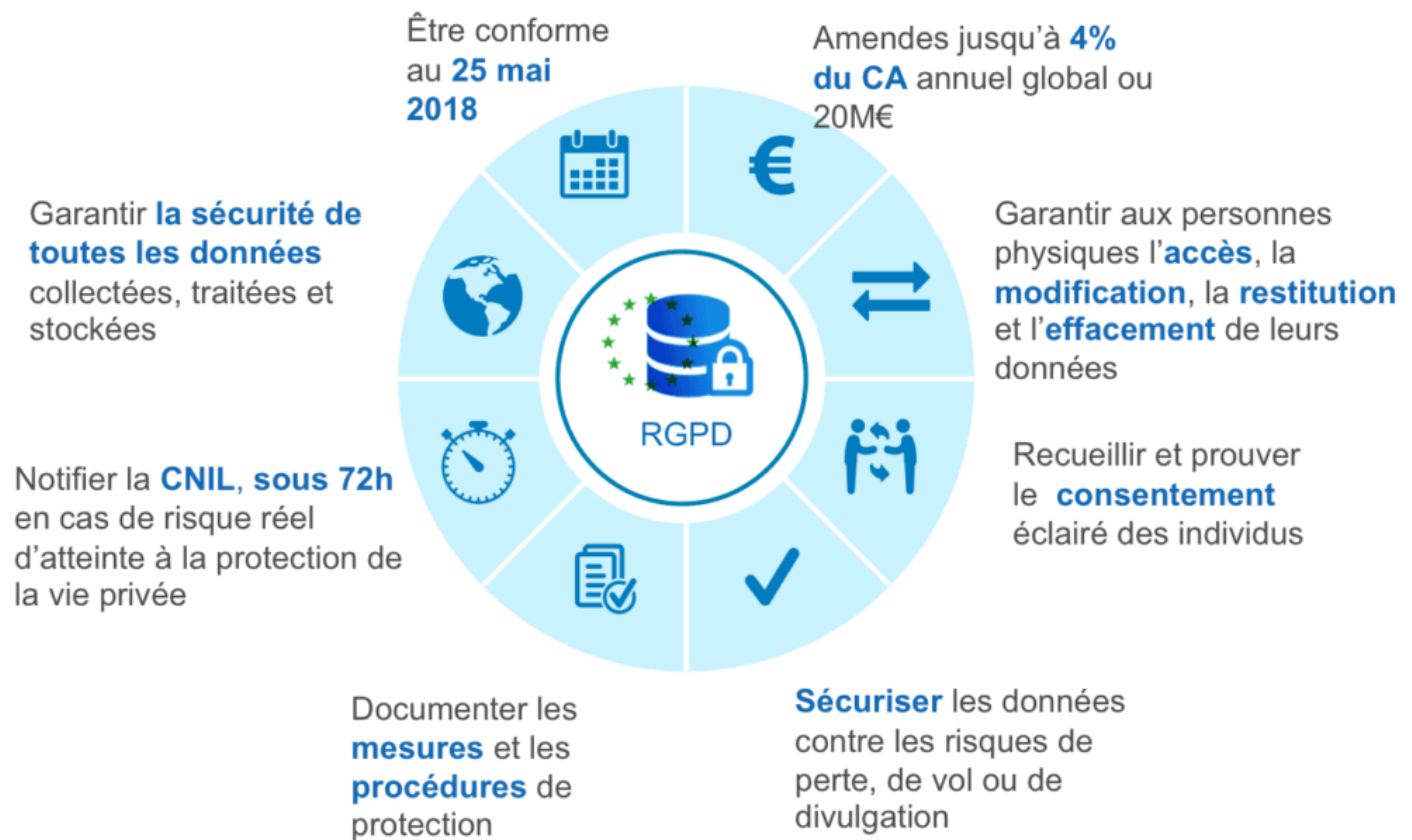 Être conforme
au 25 mai
2018
Amendes jusqu’à 4%
du CA annuel global ou
20M€
Garantir aux personnes
physiques l’accès, la
modification, la restitution
et l’effacement de leurs
données
Recueillir et prouver
le consentement
éclairé des individus
Sécuriser les données
contre les risques de
perte, de vol ou de
divulgation
Documenter les
mesures et les
procédures de
protection
Notifier la CNIL, sous 72h
en cas de risque réel
d’atteinte à la protection de
la vie privée
Garantir la sécurité de
toutes les données
collectées, traitées et
stockées
€
RGPD